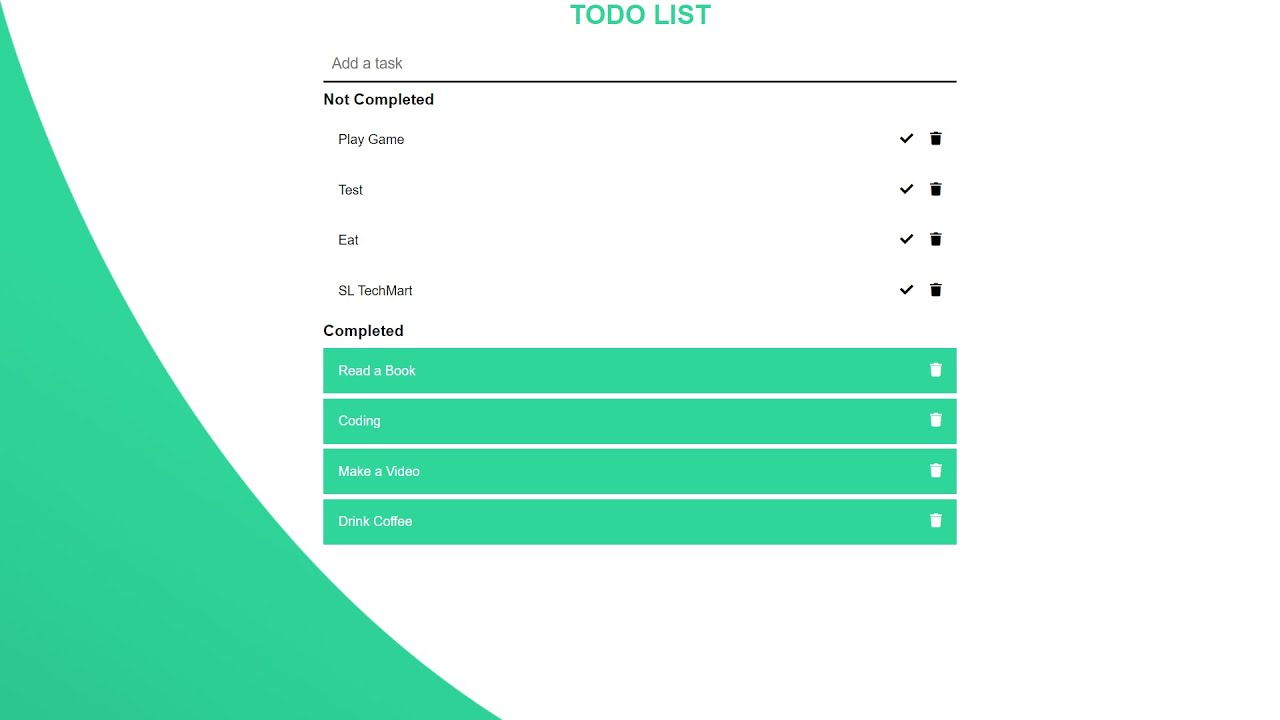 TODO LIST
Add a task
Not Completed
Play Game
Test
Eat
SL TechMart
Completed
Read a Book
Coding
Make a Video
Drink Coffee